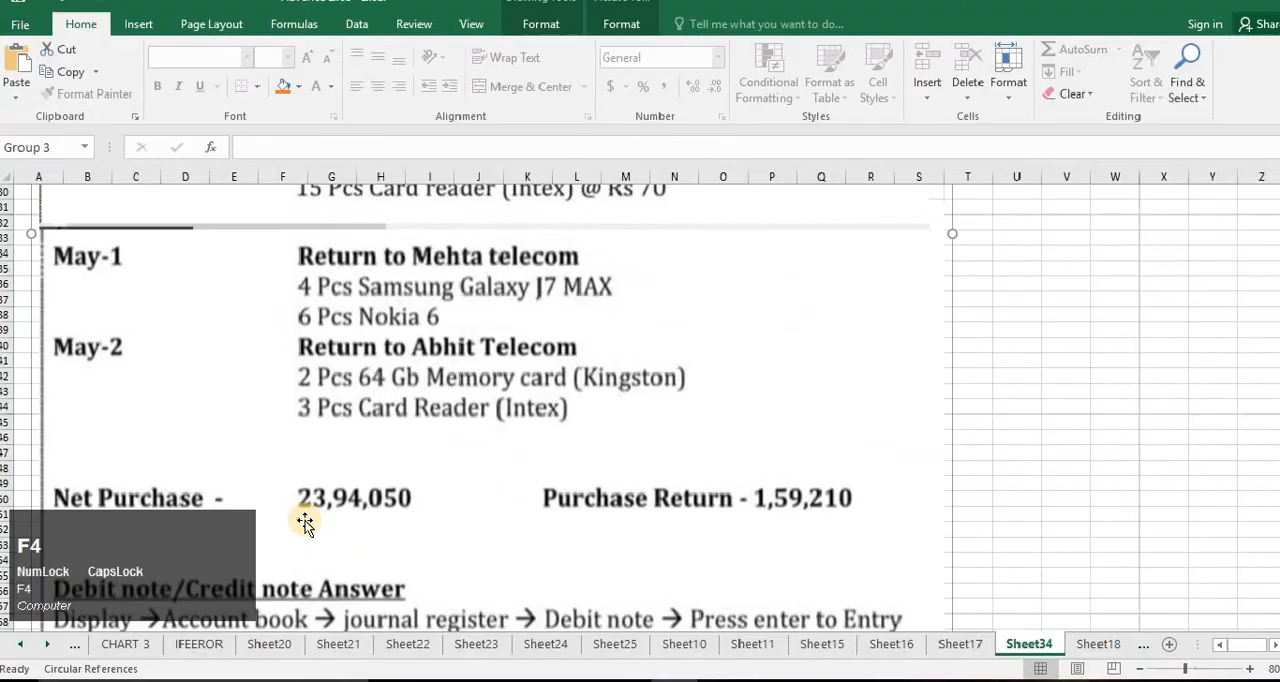 File Home Insert Page Layout Formulas Data Review View Format Format Tell me what you want to do... Sign in Shar
Cut
Copy
Format Painter
Paste
B I U A
Wrap Text
Merge & Center
General
$ % ,
Conditional Formatting
Format as Table
Cell Styles
Insert Delete Format
AutoSum
Fill
Clear
Sort & Filter
Find & Select
Clipboard Font Alignment Number Styles Cells Editing
Group 3 fx
A B C D E F G H I J K L M N O P Q R S T U V W X Y Z
15 Pcs Card reader (Intex) @ Rs 70
May-1 Return to Mehta telecom
4 Pcs Samsung Galaxy J7 MAX
6 Pcs Nokia 6
May-2 Return to Abhit Telecom
2 Pcs 64 Gb Memory card (Kingston)
3 Pcs Card Reader (Intex)
Net Purchase - 23,94,050 Purchase Return - 1,59,210
F4
NumLock CapsLock
F4
Computer
Debit note/Credit note Answer
Display → Account book → journal register → Debit note → Press enter to Entry
... CHART 3 IFEEROR Sheet20 Sheet21 Sheet22 Sheet23 Sheet24 Sheet25 Sheet10 Sheet11 Sheet15 Sheet16 Sheet17 Sheet34 Sheet18 ...
Ready Circular References 80